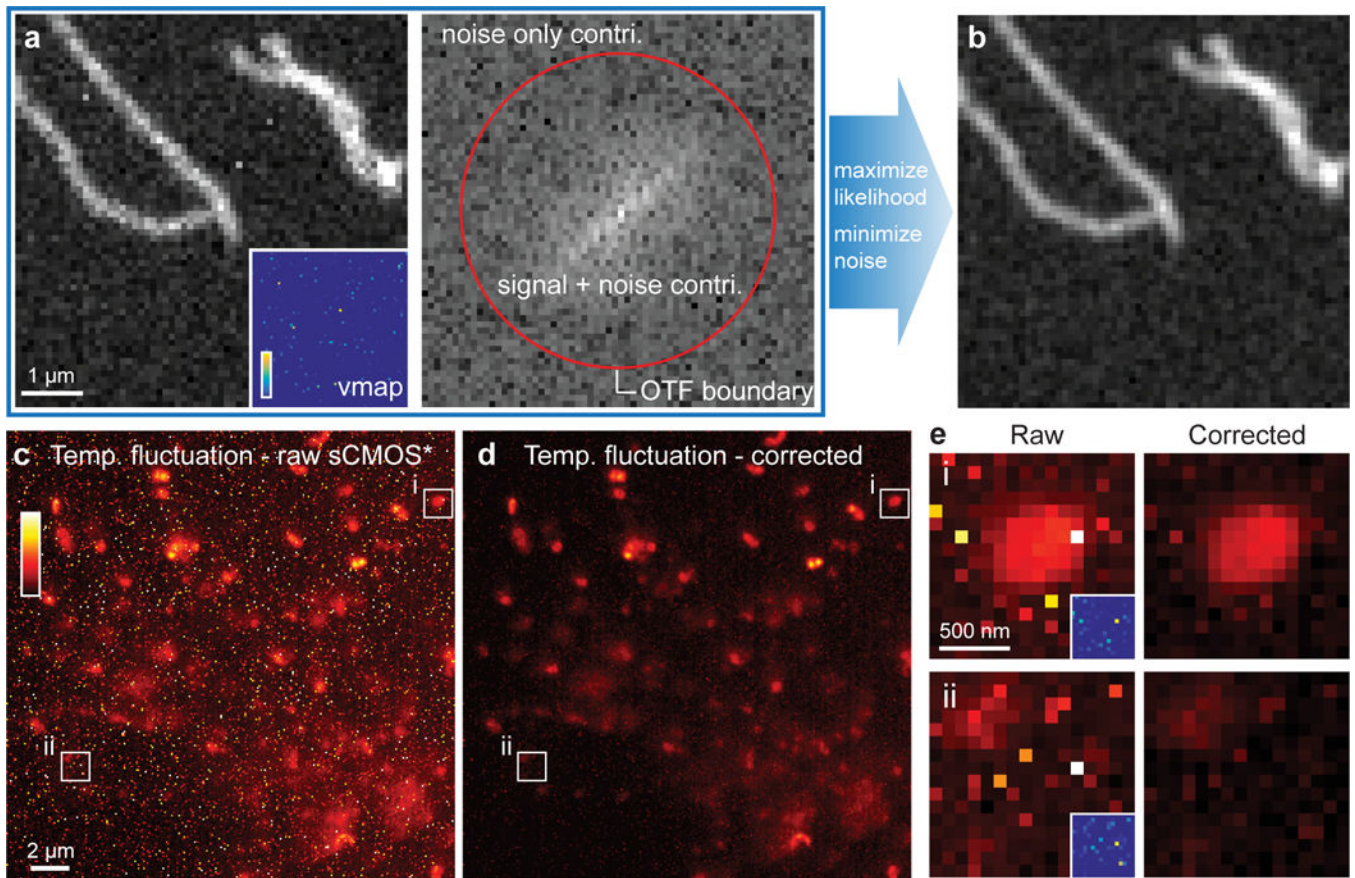 a
noise only contri.
signal + noise contri.
OTF boundary
1 µm
vmap
maximize
likelihood
minimize
noise
b
c Temp. fluctuation - raw sCMOS*
i
ii
2 µm
d Temp. fluctuation - corrected
i
ii
e Raw Corrected
i
500 nm
ii